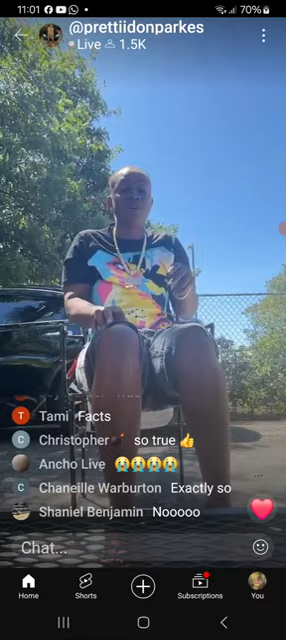 11:01
70%
@prettiidonparkes
Live 1.5K
T Tami Facts
C Christopher so true
Ancho Live
C Chaneille Warburton Exactly so
Shaniel Benjamin Nooooo
Chat...
Home Shorts Subscriptions You